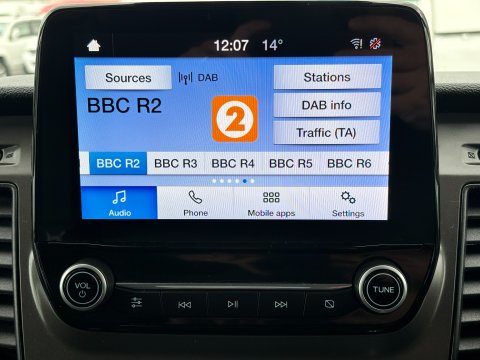 12:07 14°
Sources DAB Stations
BBC R2
2
DAB info
Traffic (TA)
BBC R2 BBC R3 BBC R4 BBC R5 BBC R6
Audio Phone Mobile apps Settings
VOL
TUNE